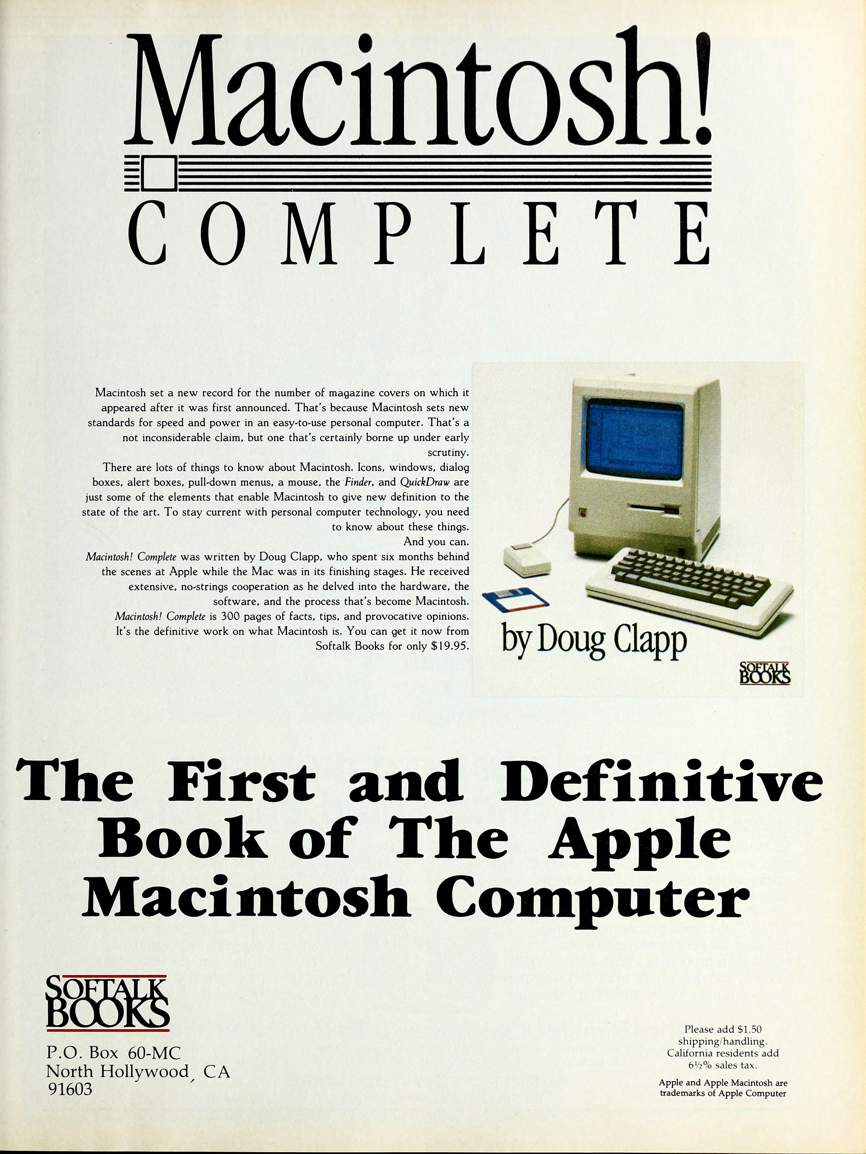 Macintosh!
COMPLETE
Macintosh set a new record for the number of magazine covers on which it
appeared after it was first announced. That's because Macintosh sets new
standards for speed and power in an easy-to-use personal computer. That's a
not inconsiderable claim, but one that's certainly borne up under early
scrutiny.
There are lots of things to know about Macintosh. Icons, windows, dialog
boxes, alert boxes, pull-down menus, a mouse, the Finder, and QuickDraw are
just some of the elements that enable Macintosh to give new definition to the
state of the art. To stay current with personal computer technology, you need
to know about these things.
And you can.
Macintosh! Complete was written by Doug Clapp, who spent six months behind
the scenes at Apple while the Mac was in its finishing stages. He received
extensive, no-strings cooperation as he delved into the hardware, the
software, and the process that's become Macintosh.
Macintosh! Complete is 300 pages of facts, tips, and provocative opinions.
It's the definitive work on what Macintosh is. You can get it now from
Softalk Books for only $19.95.
by Doug Clapp
SOFTALK
BOOKS
The First and Definitive
Book of The Apple
Macintosh Computer
SOFTALK
BOOKS
P.O. Box 60-MC
North Hollywood, CA
91603
Please add $1.50
shipping/handling.
California residents add
6½% sales tax.
Apple and Apple Macintosh are
trademarks of Apple Computer